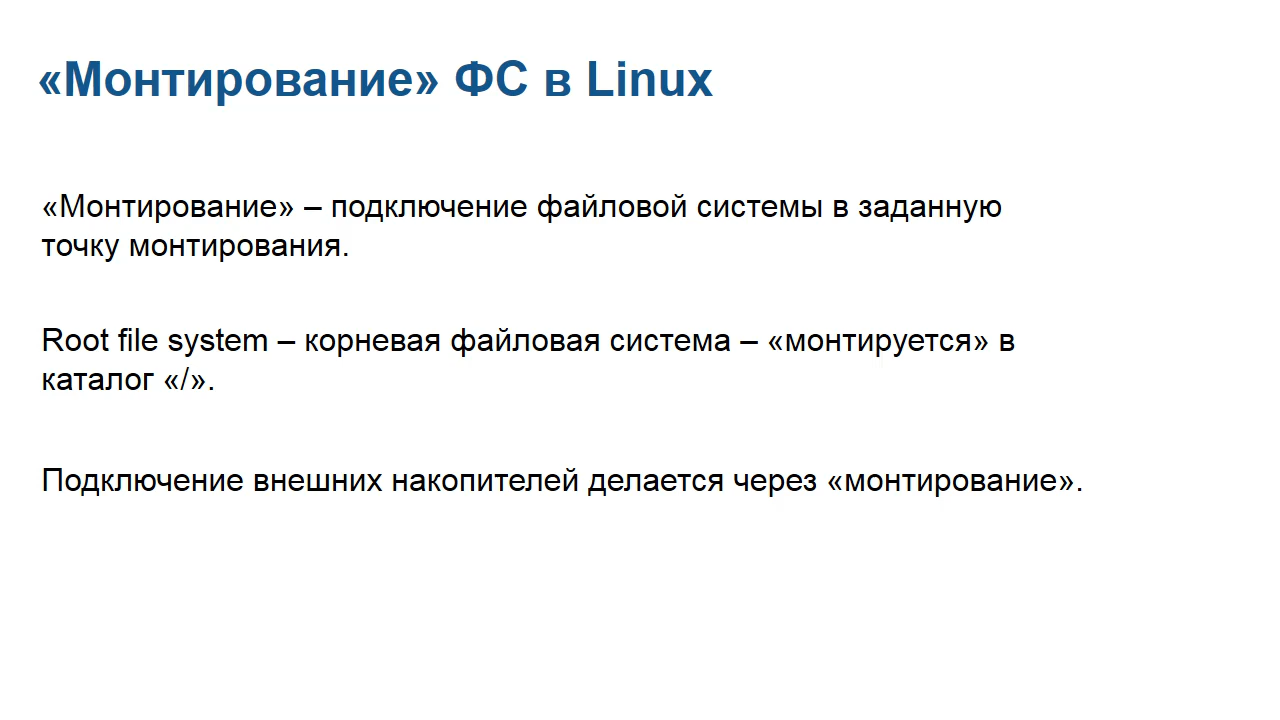 «Монтирование» ФС в Linux
«Монтирование» – подключение файловой системы в заданную
точку монтирования.
Root file system – корневая файловая система – «монтируется» в
каталог «/».
Подключение внешних накопителей делается через «монтирование».